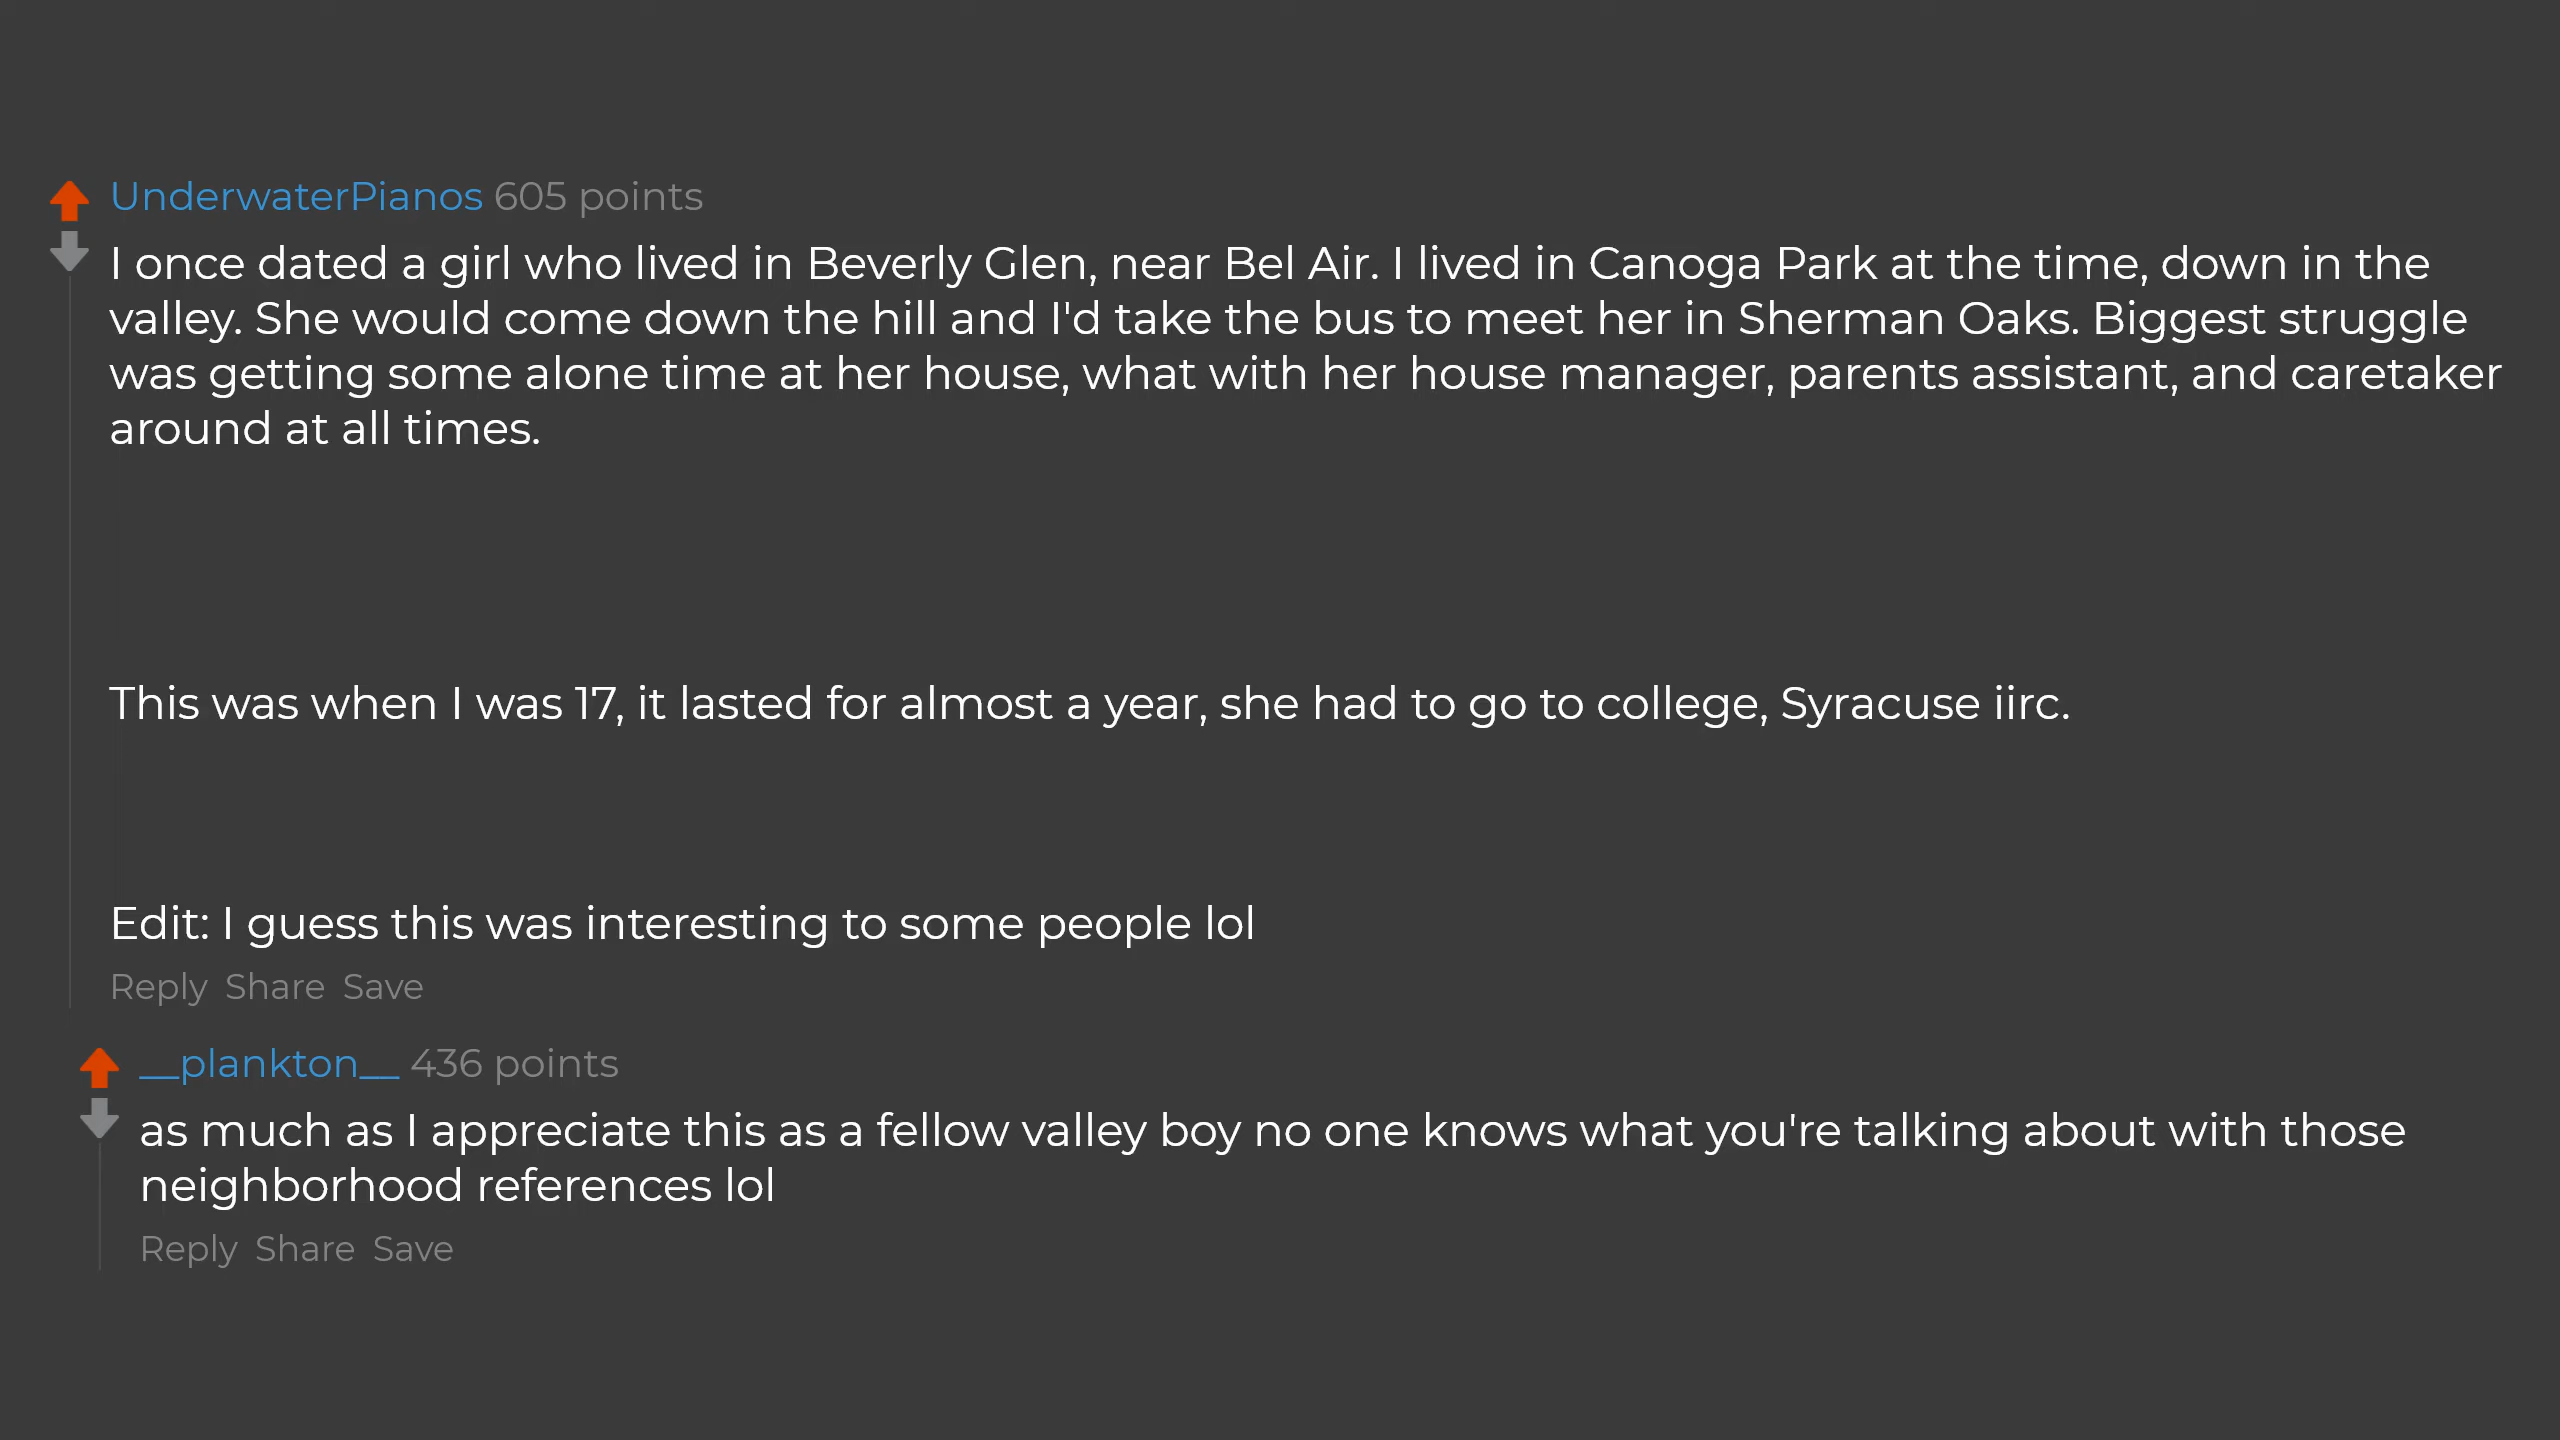 UnderwaterPianos 605 points
I once dated a girl who lived in Beverly Glen, near Bel Air. I lived in Canoga Park at the time, down in the
valley. She would come down the hill and I'd take the bus to meet her in Sherman Oaks. Biggest struggle
was getting some alone time at her house, what with her house manager, parents assistant, and caretaker
around at all times.
This was when I was 17, it lasted for almost a year, she had to go to college, Syracuse iirc.
Edit: I guess this was interesting to some people lol
Reply Share Save
__plankton__ 436 points
as much as I appreciate this as a fellow valley boy no one knows what you're talking about with those
neighborhood references lol
Reply Share Save